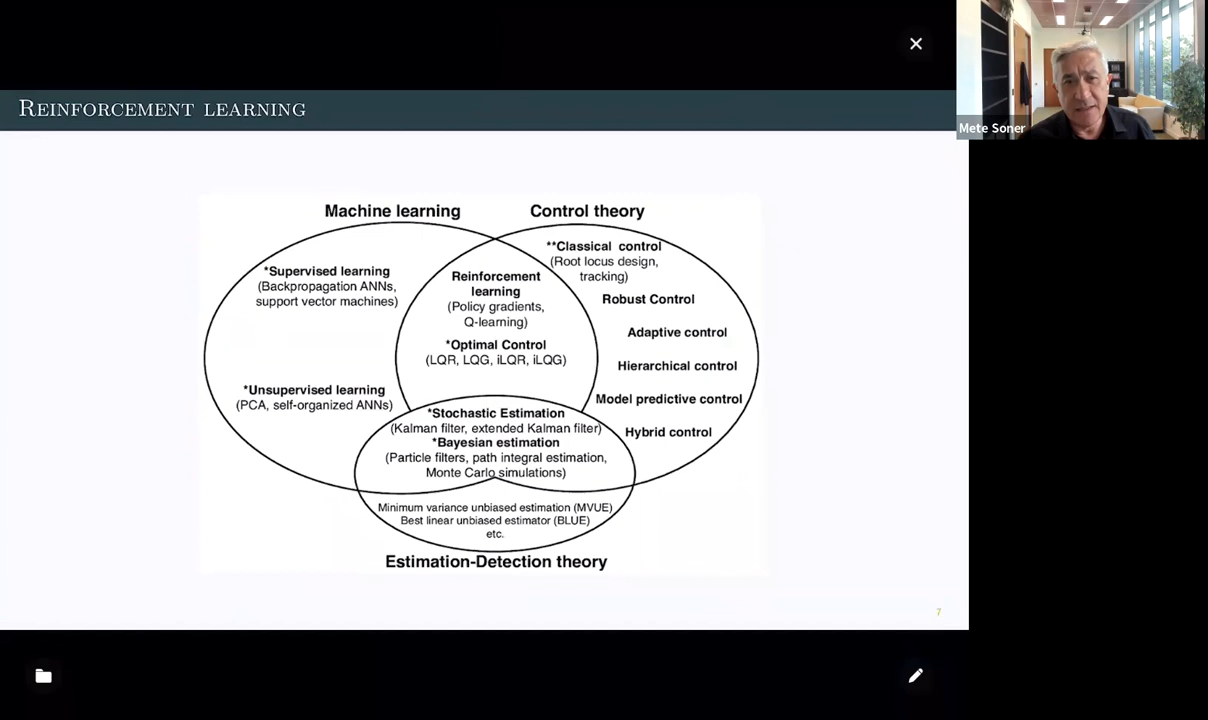 Reinforcement learning
Mete Soner
Machine learning
Control theory
*Supervised learning
(Backpropagation ANNs,
support vector machines)
*Unsupervised learning
(PCA, self-organized ANNs)
Reinforcement
learning
(Policy gradients,
Q-learning)
*Optimal Control
(LQR, LQG, iLQR, iLQG)
**Classical control
(Root locus design,
tracking)
Robust Control
Adaptive control
Hierarchical control
Model predictive control
Hybrid control
*Stochastic Estimation
(Kalman filter, extended Kalman filter)
*Bayesian estimation
(Particle filters, path integral estimation,
Monte Carlo simulations)
Minimum variance unbiased estimation (MVUE)
Best linear unbiased estimator (BLUE)
etc.
Estimation-Detection theory
7